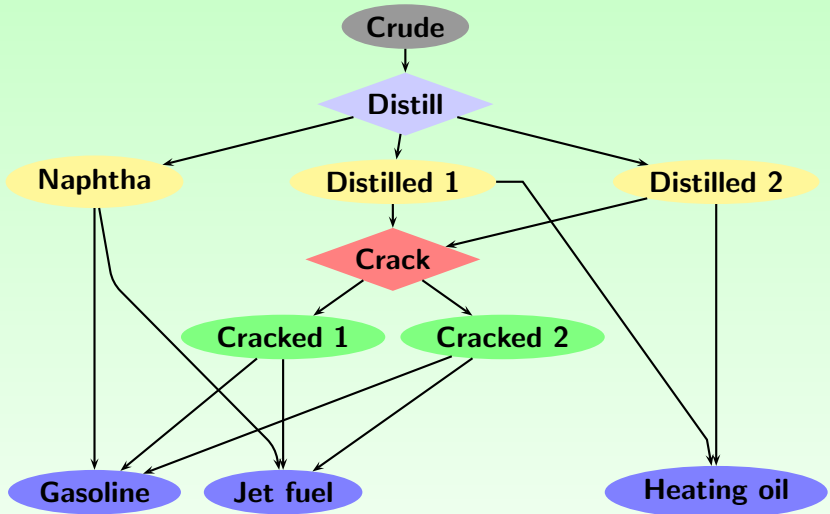 Crude
Distill
Naphtha
Distilled 1
Distilled 2
Crack
Cracked 1
Cracked 2
Gasoline
Jet fuel
Heating oil